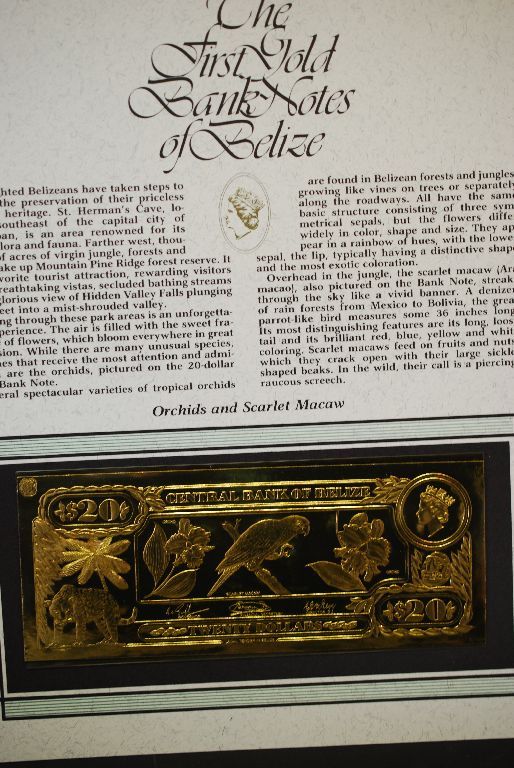 The
First Gold
Bank Notes
of Belize
hted Belizeans have taken steps to
the preservation of their priceless
heritage. St. Herman's Cave, lo-
outheast of the capital city of
pan, is an area renowned for its
lora and fauna. Farther west, thou-
of acres of virgin jungle, forests and
ake up Mountain Pine Ridge forest reserve. It
vorite tourist attraction, rewarding visitors
reathtaking vistas, secluded bathing streams
glorious view of Hidden Valley Falls plunging
eet into a mist-shrouded valley.
ng through these park areas is an unforgetta-
perience. The air is filled with the sweet fra-
of flowers, which bloom everywhere in great
sion. While there are many unusual species,
nes that receive the most attention and admi-
are the orchids, pictured on the 20-dollar
Bank Note.
eral spectacular varieties of tropical orchids
are found in Belizean forests and jungles
growing like vines on trees or separately
along the roadways. All have the same
basic structure consisting of three sym
metrical sepals, but the flowers diffe
widely in color, shape and size. They ap
pear in a rainbow of hues, with the lowe
sepal, the lip, typically having a distinctive shap
and the most exotic coloration.
Overhead in the jungle, the scarlet macaw (Ara
macao), also pictured on the Bank Note, streak
through the sky like a vivid banner. A denizen
of rain forests from Mexico to Bolivia, the grea
parrot-like bird measures some 36 inches long
Its most distinguishing features are its long, loos
tail and its brilliant red, blue, yellow and whit
coloring. Scarlet macaws feed on fruits and nuts
which they crack open with their large sickle
shaped beaks. In the wild, their call is a piercing
raucous screech.
Orchids and Scarlet Macaw
CENTRAL BANK OF BELIZE
$20
SCARLET MACAW
$20
TWENTY DOLLARS